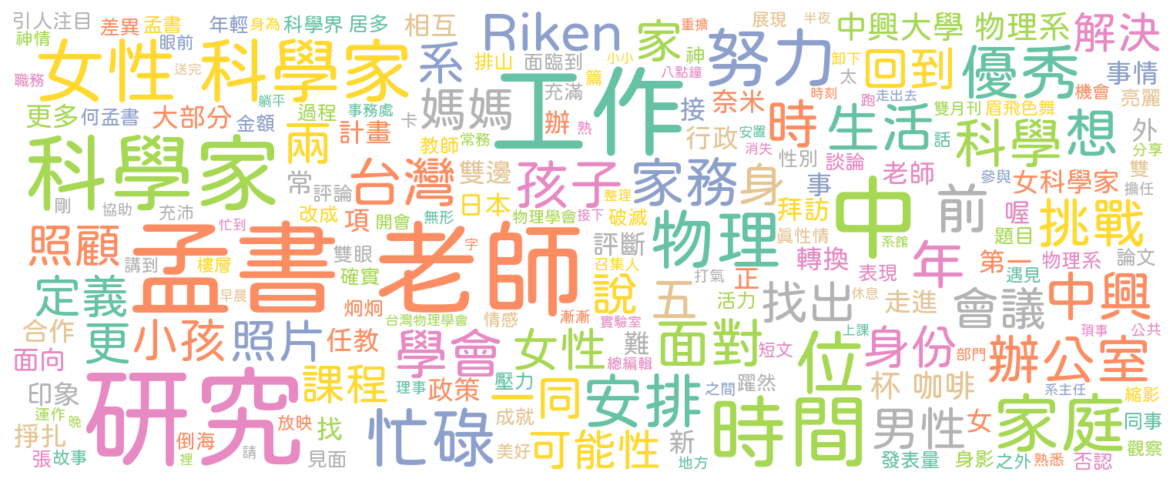 引人注目
差異
孟書
年輕
身為
科學界
居多
相互
Riken
家
展現
半夜
中興大學
物理系
解決
神情
女性
眼前
科學家
系
排山
面臨到
小小
重擴
神
努力
卸下
回到
優秀
事情
職務
送完
媽媽
篇
八點鐘
工作
太
機會
亮麗
更多
何孟書
大部分
躺平
金額
過程
事務處
充滿
卡
辦
熟
接
奈米
時刻
跑
走出去
雙月刊
眉飛色舞
兩
計畫
教師
常務
行政
安置
消失
時
生活
話
科學
想
外
分享
科學家
常
評論
台灣
雙邊
孩子
家務
身
性別
談論
老師
參與
女科學家
雙
擔任
剛
協助
充沛
改成
項
開會
無形
日本
整理
物理學會
接下
破滅
事
拜訪
中
前
喔
題目
挑戰
照顧
忙到
孟書
老師
雙眼
確實
字
評斷
召集人
物理
真性情
轉換
表現
系館
年
第一
遇見
物理系
論文
講到
樓層
定義
早晨
炯炯
漸漸
說
打氣
正
五
活力
找出
休息
走進
會議
中興
合作
更
小孩
照片
任教
台灣物理學會
情感
實驗室
總編輯
難
面對
短文
上課
位
身份
部門
辦公室
瑣事
公共
面向
學會
女性
印象
研究
課程
理事
政策
壓力
一同
之間
躍然
安排
時間
杯
咖啡
系主任
縮影
運作
晚
掙扎
倒海
放映
找
忙碌
成就
新
男性
女
家庭
同事
張
故事
裡
請
見面
美好
可能性
地方
發表量
身影
之外
熟悉
否認
觀察